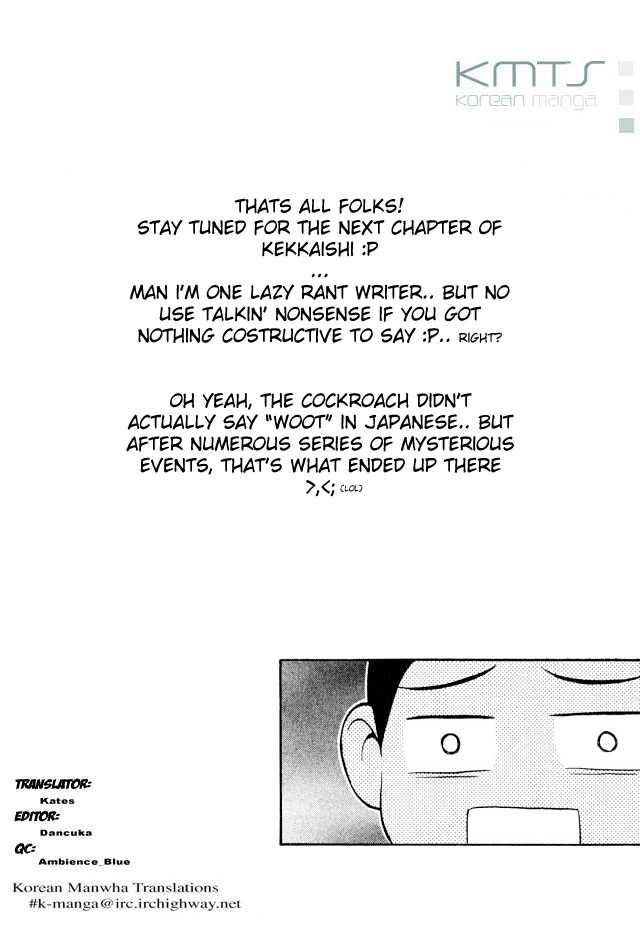 KMTS
Korean manga
THATS ALL FOLKS!
STAY TUNED FOR THE NEXT CHAPTER OF
KEKKAISHI :P
...
MAN I'M ONE LAZY RANT WRITER.. BUT NO
USE TALKIN' NONSENSE IF YOU GOT
NOTHING COSTRUCTIVE TO SAY :P.. RIGHT?
OH YEAH, THE COCKROACH DIDN'T
ACTUALLY SAY "WOOT" IN JAPANESE.. BUT
AFTER NUMEROUS SERIES OF MYSTERIOUS
EVENTS, THAT'S WHAT ENDED UP THERE
>,<; (LOL)
TRANSLATOR:
Kates
EDITOR:
Dancuka
QC:
Ambience_Blue
Korean Manwha Translations
#k-manga@irc.irchighway.net